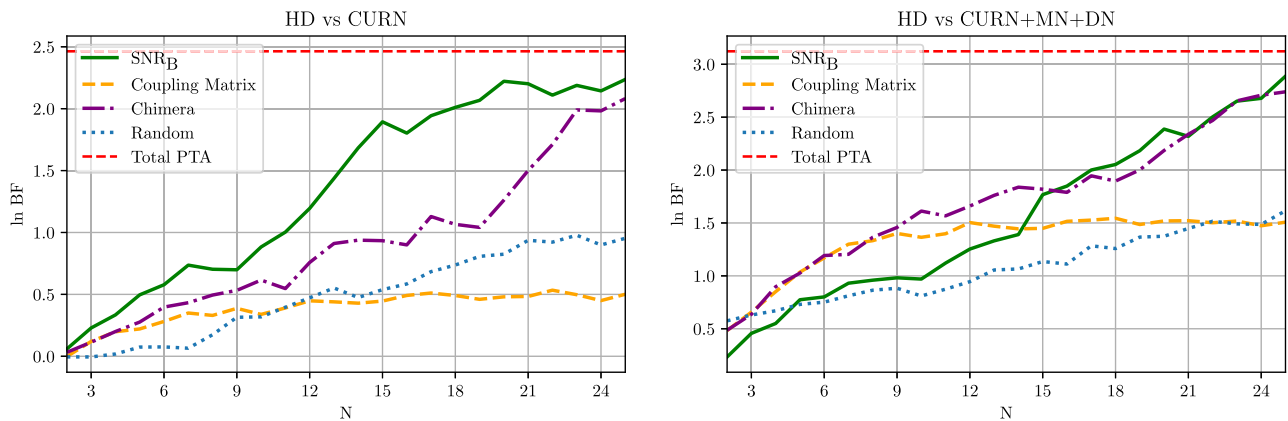 HD vs CURN
2.5
2.0
1.5
1.0
0.5
0.0
ln BF
SNR_B
Coupling Matrix
Chimera
Random
Total PTA
3 6 9 12 15 18 21 24
N
HD vs CURN+MN+DN
3.0
2.5
2.0
1.5
1.0
0.5
ln BF
SNR_B
Coupling Matrix
Chimera
Random
Total PTA
3 6 9 12 15 18 21 24
N